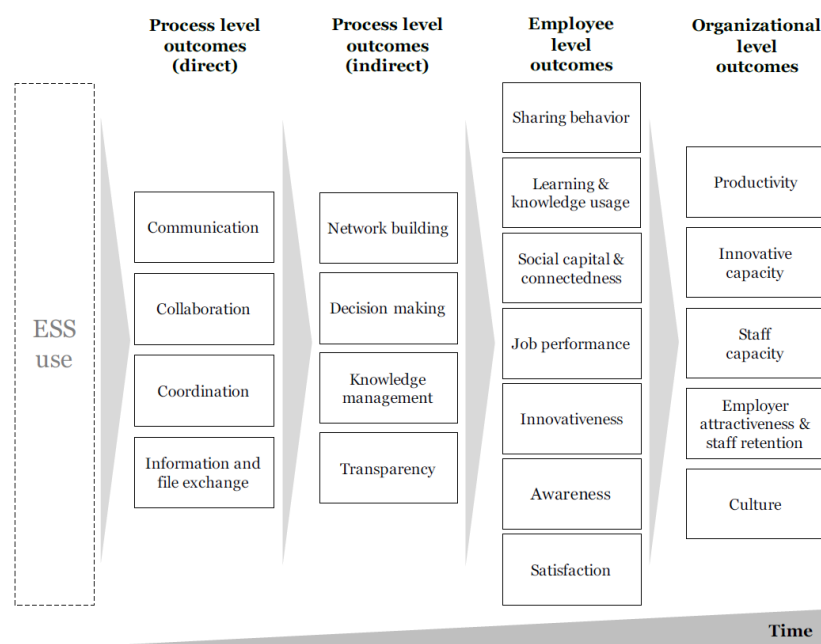 Process level
outcomes
(direct)
Process level
outcomes
(indirect)
Employee
level
outcomes
Organizational
level
outcomes
ESS
use
Communication
Collaboration
Coordination
Information and
file exchange
Network building
Decision making
Knowledge
management
Transparency
Sharing behavior
Learning &
knowledge usage
Social capital &
connectedness
Job performance
Innovativeness
Awareness
Satisfaction
Productivity
Innovative
capacity
Staff
capacity
Employer
attractiveness &
staff retention
Culture
Time